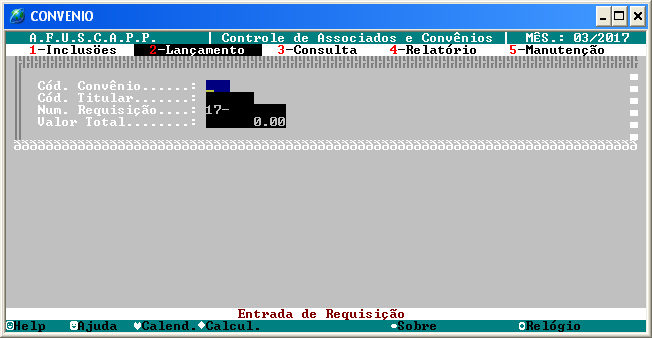 CONVENIO
A.F.U.S.C.A.P.P. | Controle de Associados e Convênios | MÊS.: 03/2017
1-Inclusões 2-Lançamento 3-Consulta 4-Relatório 5-Manutenção
Cód. Convênio......:
Cód. Titular.......:
Num. Requisição....: 17-
Valor Total........: 0.00
Entrada de Requisição
Help Ajuda Calend. Calcul. Sobre Relógio